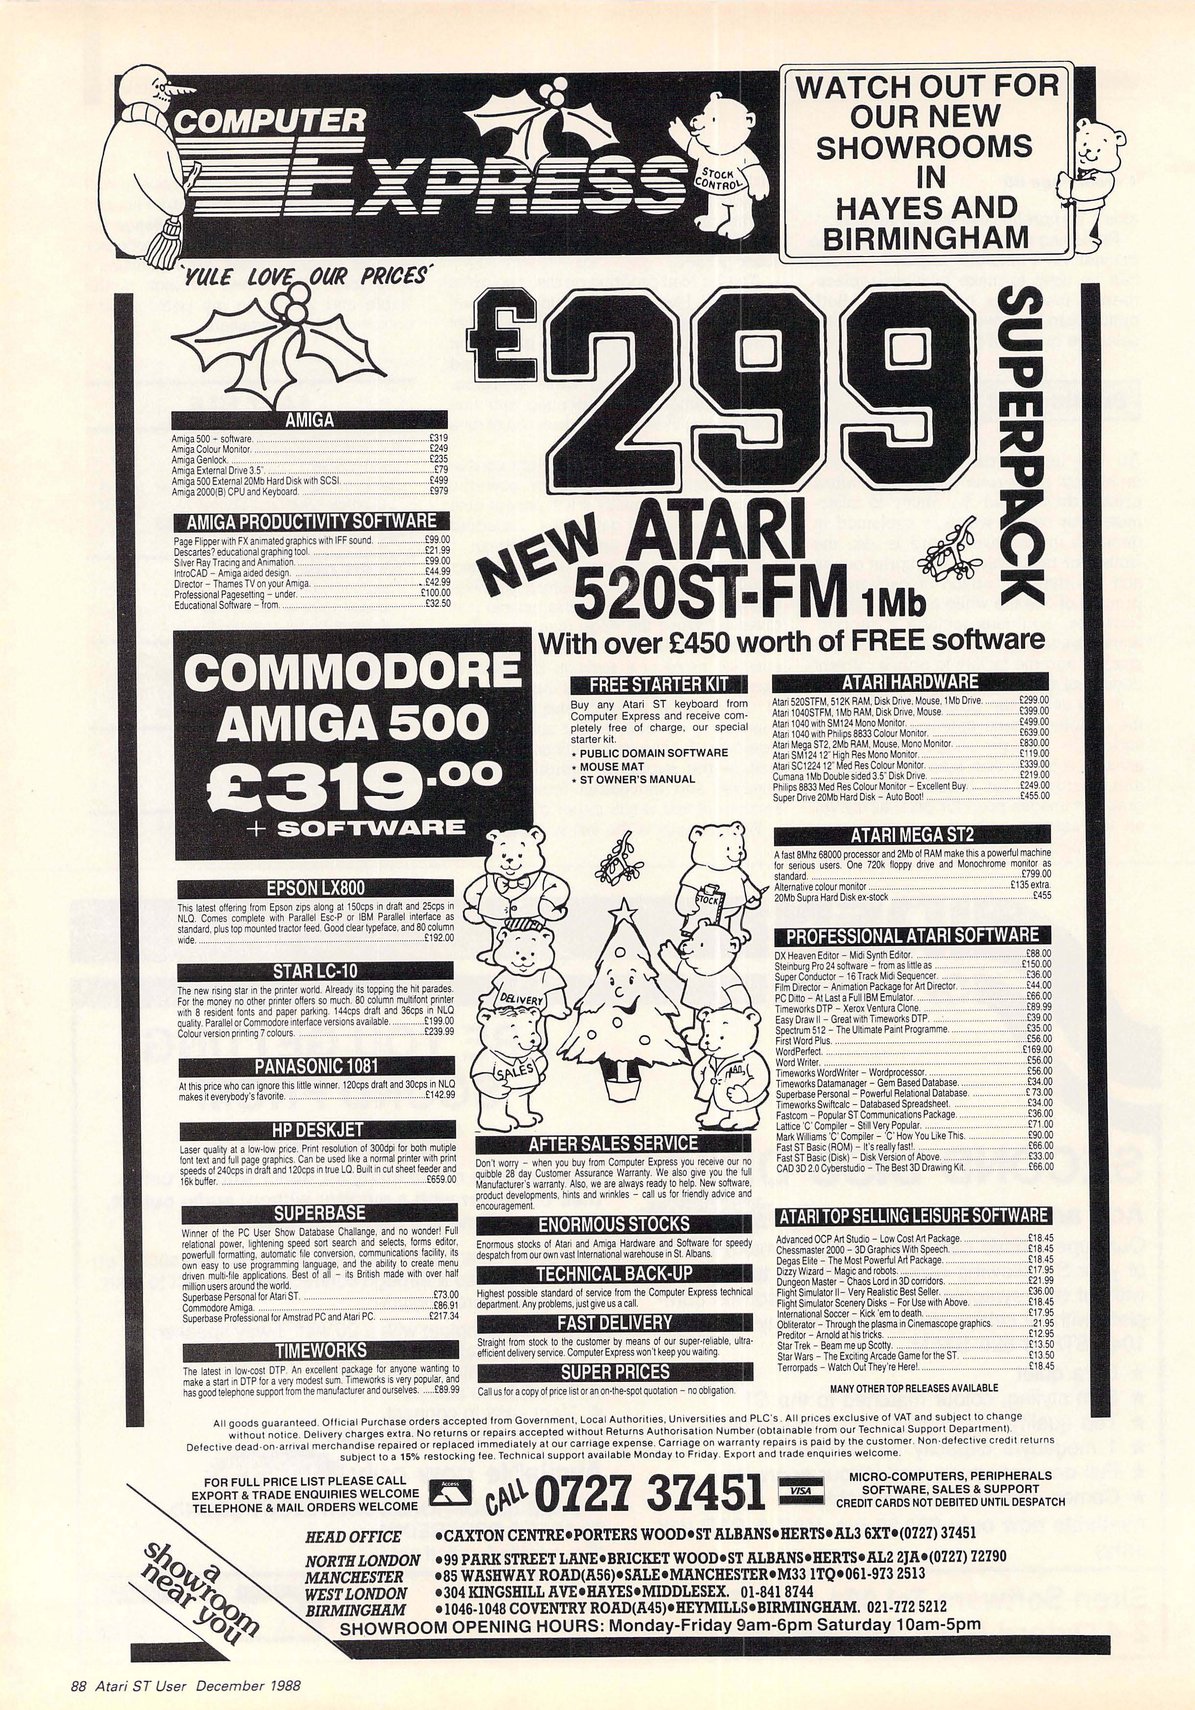 COMPUTER
EXPRESS
STOCK
CONTROL
WATCH OUT FOR
OUR NEW
SHOWROOMS
IN
HAYES AND
BIRMINGHAM
'YULE LOVE OUR PRICES'
£299
SUPERPACK
NEW ATARI
520ST-FM 1Mb
With over £450 worth of FREE software
AMIGA
Amiga 500 + software. £319
Amiga Colour Monitor. £249
Amiga Genlock. £235
Amiga External Drive 3.5". £79
Amiga 500 External 20Mb Hard Disk with SCSI. £499
Amiga 2000(B) CPU and Keyboard. £979
AMIGA PRODUCTIVITY SOFTWARE
Page Flipper with FX animated graphics with IFF sound. £99.00
Descartes? educational graphing tool. £21.99
Silver Ray Tracing and Animation. £99.00
IntroCAD – Amiga aided design. £44.99
Director – Thames TV on your Amiga. £42.99
Professional Pagesetting – under. £100.00
Educational Software – from. £32.50
COMMODORE
AMIGA 500
£319.00
+ SOFTWARE
EPSON LX800
This latest offering from Epson zips along at 150cps in draft and 25cps in
NLQ. Comes complete with Parallel Esc-P or IBM Parallel interface as
standard, plus top mounted tractor feed. Good clear typeface, and 80 column
wide. £192.00
STAR LC-10
The new rising star in the printer world. Already its topping the hit parades.
For the money no other printer offers so much. 80 column multifont printer
with 8 resident fonts and paper parking. 144cps draft and 36cps in NLQ
quality. Parallel or Commodore interface versions available. £199.00
Colour version printing 7 colours. £239.99
PANASONIC 1081
At this price who can ignore this little winner. 120cps draft and 30cps in NLQ
makes it everybody's favorite. £142.99
HP DESKJET
Laser quality at a low-low price. Print resolution of 300dpi for both mutiple
font text and full page graphics. Can be used like a normal printer with print
speeds of 240cps in draft and 120cps in true LQ. Built in cut sheet feeder and
16k buffer. £659.00
SUPERBASE
Winner of the PC User Show Database Challange, and no wonder! Full
relational power, lightening speed sort search and selects, forms editor,
powerfull formatting, automatic file conversion, communications facility, its
own easy to use programming language, and the ability to create menu
driven multi-file applications. Best of all – its British made with over half
million users around the world.
Superbase Personal for Atari ST. £73.00
Commodore Amiga. £86.91
Superbase Professional for Amstrad PC and Atari PC. £217.34
TIMEWORKS
The latest in low-cost DTP. An excellent package for anyone wanting to
make a start in DTP for a very modest sum. Timeworks is very popular, and
has good telephone support from the manufacturer and ourselves. £89.99
FREE STARTER KIT
Buy any Atari ST keyboard from
Computer Express and receive com-
pletely free of charge, our special
starter kit.
* PUBLIC DOMAIN SOFTWARE
* MOUSE MAT
* ST OWNER'S MANUAL
STOCK
DELIVERY
SALES
AFTER SALES SERVICE
Don't worry – when you buy from Computer Express you receive our no
quibble 28 day Customer Assurance Warranty. We also give you the full
Manufacturer's warranty. Also, we are always ready to help. New software,
product developments, hints and wrinkles – call us for friendly advice and
encouragement.
ENORMOUS STOCKS
Enormous stocks of Atari and Amiga Hardware and Software for speedy
despatch from our own vast International warehouse in St. Albans.
TECHNICAL BACK-UP
Highest possible standard of service from the Computer Express technical
department. Any problems, just give us a call.
FAST DELIVERY
Straight from stock to the customer by means of our super-reliable, ultra-
efficient delivery service. Computer Express won't keep you waiting.
SUPER PRICES
Call us for a copy of price list or an on-the-spot quotation – no obligation.
ATARI HARDWARE
Atari 520STFM, 512K RAM, Disk Drive, Mouse, 1Mb Drive. £299.00
Atari 1040STFM, 1Mb RAM, Disk Drive, Mouse. £399.00
Atari 1040 with SM124 Mono Monitor. £499.00
Atari 1040 with Philips 8833 Colour Monitor. £639.00
Atari Mega ST2, 2Mb RAM, Mouse, Mono Monitor. £830.00
Atari SM124 12" High Res Mono Monitor. £119.00
Atari SC1224 12" Med Res Colour Monitor. £339.00
Cumana 1Mb Double sided 3.5" Disk Drive. £219.00
Philips 8833 Med Res Colour Monitor – Excellent Buy. £249.00
Super Drive 20Mb Hard Disk – Auto Boot! £455.00
ATARI MEGA ST2
A fast 8Mhz 68000 processor and 2Mb of RAM make this a powerful machine
for serious users. One 720k floppy drive and Monochrome monitor as
standard. £799.00
Alternative colour monitor £135 extra.
20Mb Supra Hard Disk ex-stock £455
PROFESSIONAL ATARI SOFTWARE
DX Heaven Editor – Midi Synth Editor. £88.00
Steinburg Pro 24 software – from as little as £150.00
Super Conductor – 16 Track Midi Sequencer. £36.00
Film Director – Animation Package for Art Director. £44.00
PC Ditto – At Last a Full IBM Emulator. £66.00
Timeworks DTP – Xerox Ventura Clone. £89.99
Easy Draw II – Great with Timeworks DTP. £39.00
Spectrum 512 – The Ultimate Paint Programme. £35.00
First Word Plus. £56.00
WordPerfect. £169.00
Word Writer. £56.00
Timeworks WordWriter – Wordprocessor. £56.00
Timeworks Datamanager – Gem Based Database. £34.00
Superbase Personal – Powerful Relational Database. £73.00
Timeworks Swiftcalc – Databased Spreadsheet. £34.00
Fastcom – Popular ST Communications Package. £36.00
Lattice 'C' Compiler – Still Very Popular. £71.00
Mark Williams 'C' Compiler – 'C' How You Like This. £90.00
Fast ST Basic (ROM) – It's really fast!. £66.00
Fast ST Basic (Disk) – Disk Version of Above. £33.00
CAD 3D 2.0 Cyberstudio – The Best 3D Drawing Kit. £66.00
ATARI TOP SELLING LEISURE SOFTWARE
Advanced OCP Art Studio – Low Cost Art Package. £18.45
Chessmaster 2000 – 3D Graphics With Speech. £18.45
Degas Elite – The Most Powerful Art Package. £18.45
Dizzy Wizard – Magic and robots. £17.95
Dungeon Master – Chaos Lord in 3D corridors. £21.99
Flight Simulator II – Very Realistic Best Seller. £36.00
Flight Simulator Scenery Disks – For Use with Above. £18.45
International Soccer – Kick 'em to death. £17.95
Obliterator – Through the plasma in Cinemascope graphics. 21.95
Preditor – Arnold at his tricks. £12.95
Star Trek – Beam me up Scotty. £13.50
Star Wars – The Exciting Arcade Game for the ST. £13.50
Terrorpads – Watch Out They're Here!. £18.45
MANY OTHER TOP RELEASES AVAILABLE
All goods guaranteed. Official Purchase orders accepted from Government, Local Authorities, Universities and PLC's. All prices exclusive of VAT and subject to change
without notice. Delivery charges extra. No returns or repairs accepted without Returns Authorisation Number (obtainable from our Technical Support Department).
Defective dead-on-arrival merchandise repaired or replaced immediately at our carriage expense. Carriage on warranty repairs is paid by the customer. Non-defective credit returns
subject to a 15% restocking fee. Technical support available Monday to Friday. Export and trade enquiries welcome.
FOR FULL PRICE LIST PLEASE CALL
EXPORT & TRADE ENQUIRIES WELCOME
TELEPHONE & MAIL ORDERS WELCOME
Access
CALL 0727 37451
VISA
MICRO-COMPUTERS, PERIPHERALS
SOFTWARE, SALES & SUPPORT
CREDIT CARDS NOT DEBITED UNTIL DESPATCH
a
showroom
near you
HEAD OFFICE •CAXTON CENTRE•PORTERS WOOD•ST ALBANS•HERTS•AL3 6XT•(0727) 37451
NORTH LONDON •99 PARK STREET LANE•BRICKET WOOD•ST ALBANS•HERTS•AL2 2JA•(0727) 72790
MANCHESTER •85 WASHWAY ROAD(A56)•SALE•MANCHESTER•M33 1TQ•061-973 2513
WEST LONDON •304 KINGSHILL AVE•HAYES•MIDDLESEX. 01-841 8744
BIRMINGHAM •1046-1048 COVENTRY ROAD(A45)•HEYMILLS•BIRMINGHAM. 021-772 5212
SHOWROOM OPENING HOURS: Monday-Friday 9am-6pm Saturday 10am-5pm
88 Atari ST User December 1988